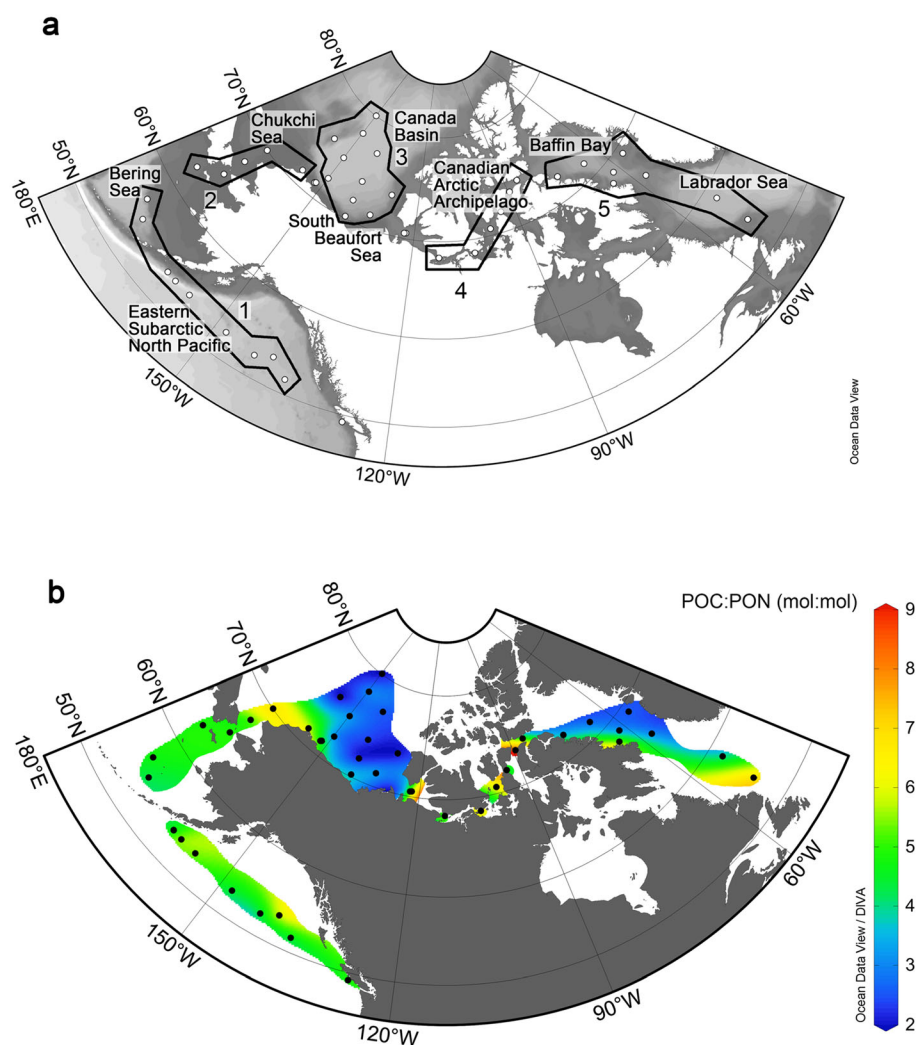 a
80°N
70°N
60°N
50°N
180°E
Chukchi
Sea
Canada
Basin
3
Bering
Sea
2
South
Beaufort
Sea
Canadian
Arctic
Archipelago
4
Baffin Bay
Labrador Sea
5
1
Eastern
Subarctic
North Pacific
150°W
120°W
90°W
60°W
Ocean Data View
b
POC:PON (mol:mol)
80°N
70°N
60°N
50°N
180°E
150°W
120°W
90°W
60°W
9
8
7
6
5
4
3
2
Ocean Data View / DIVA